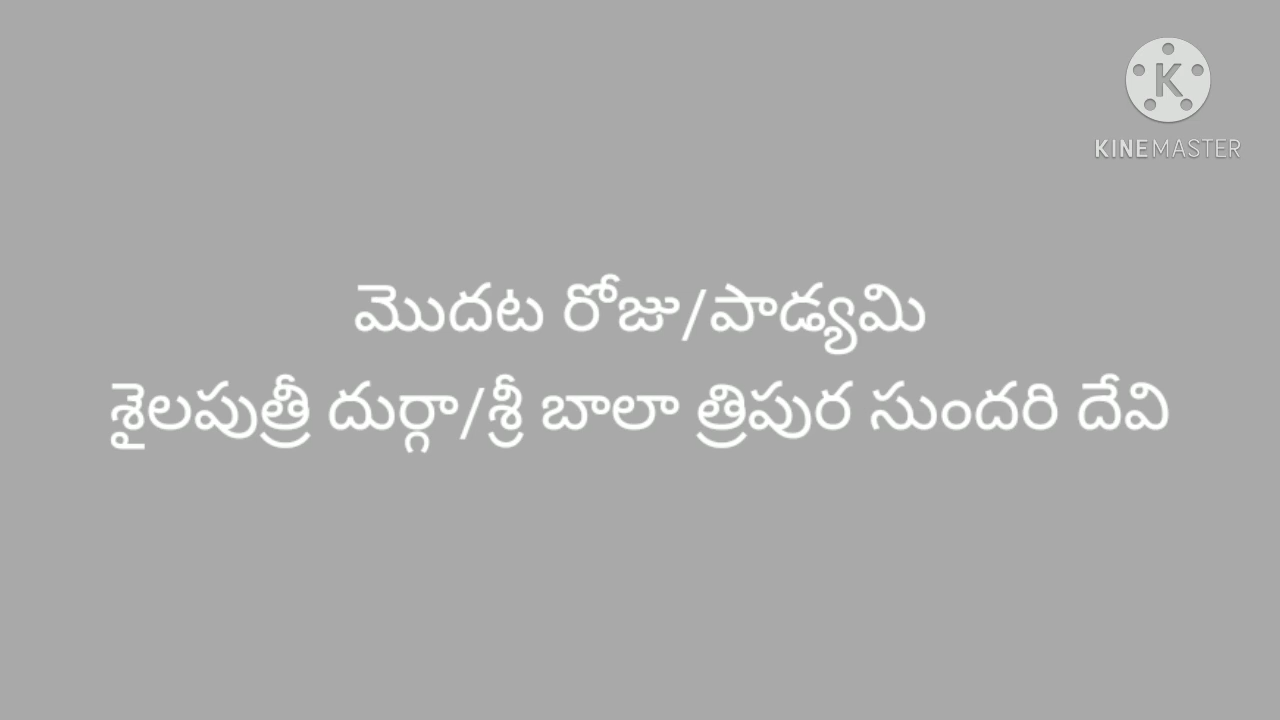 KINEMASTER
మొదట రోజు/పాడ్యమి
శైలపుత్రీ దుర్గా/శ్రీ బాలా త్రిపుర సుందరి దేవి